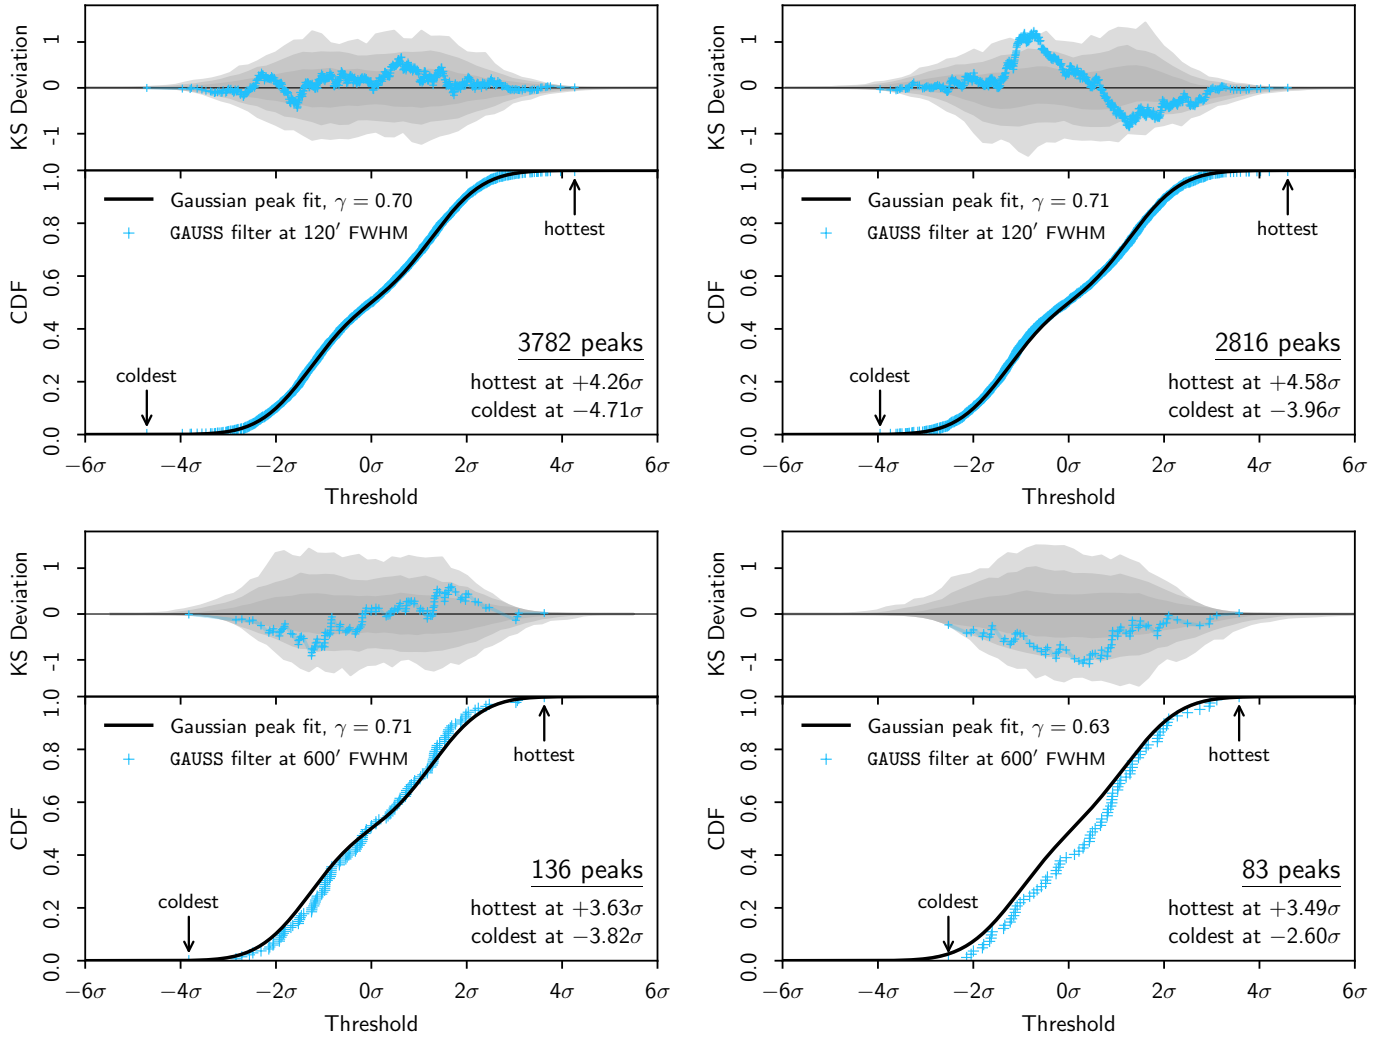 KS Deviation
1
0
-1
1
0
-1
KS Deviation
CDF
1.0
0.8
0.6
0.4
0.2
0.0
Gaussian peak fit, γ = 0.70
GAUSS filter at 120′ FWHM
hottest
coldest
3782 peaks
hottest at +4.26σ
coldest at −4.71σ
−6σ −4σ −2σ 0σ 2σ 4σ 6σ
Threshold
CDF
1.0
0.8
0.6
0.4
0.2
0.0
Gaussian peak fit, γ = 0.71
GAUSS filter at 120′ FWHM
hottest
coldest
2816 peaks
hottest at +4.58σ
coldest at −3.96σ
−6σ −4σ −2σ 0σ 2σ 4σ 6σ
Threshold
KS Deviation
1
0
-1
KS Deviation
1
0
-1
CDF
1.0
0.8
0.6
0.4
0.2
0.0
Gaussian peak fit, γ = 0.71
GAUSS filter at 600′ FWHM
hottest
coldest
136 peaks
hottest at +3.63σ
coldest at −3.82σ
−6σ −4σ −2σ 0σ 2σ 4σ 6σ
Threshold
CDF
1.0
0.8
0.6
0.4
0.2
0.0
Gaussian peak fit, γ = 0.63
GAUSS filter at 600′ FWHM
hottest
coldest
83 peaks
hottest at +3.49σ
coldest at −2.60σ
−6σ −4σ −2σ 0σ 2σ 4σ 6σ
Threshold